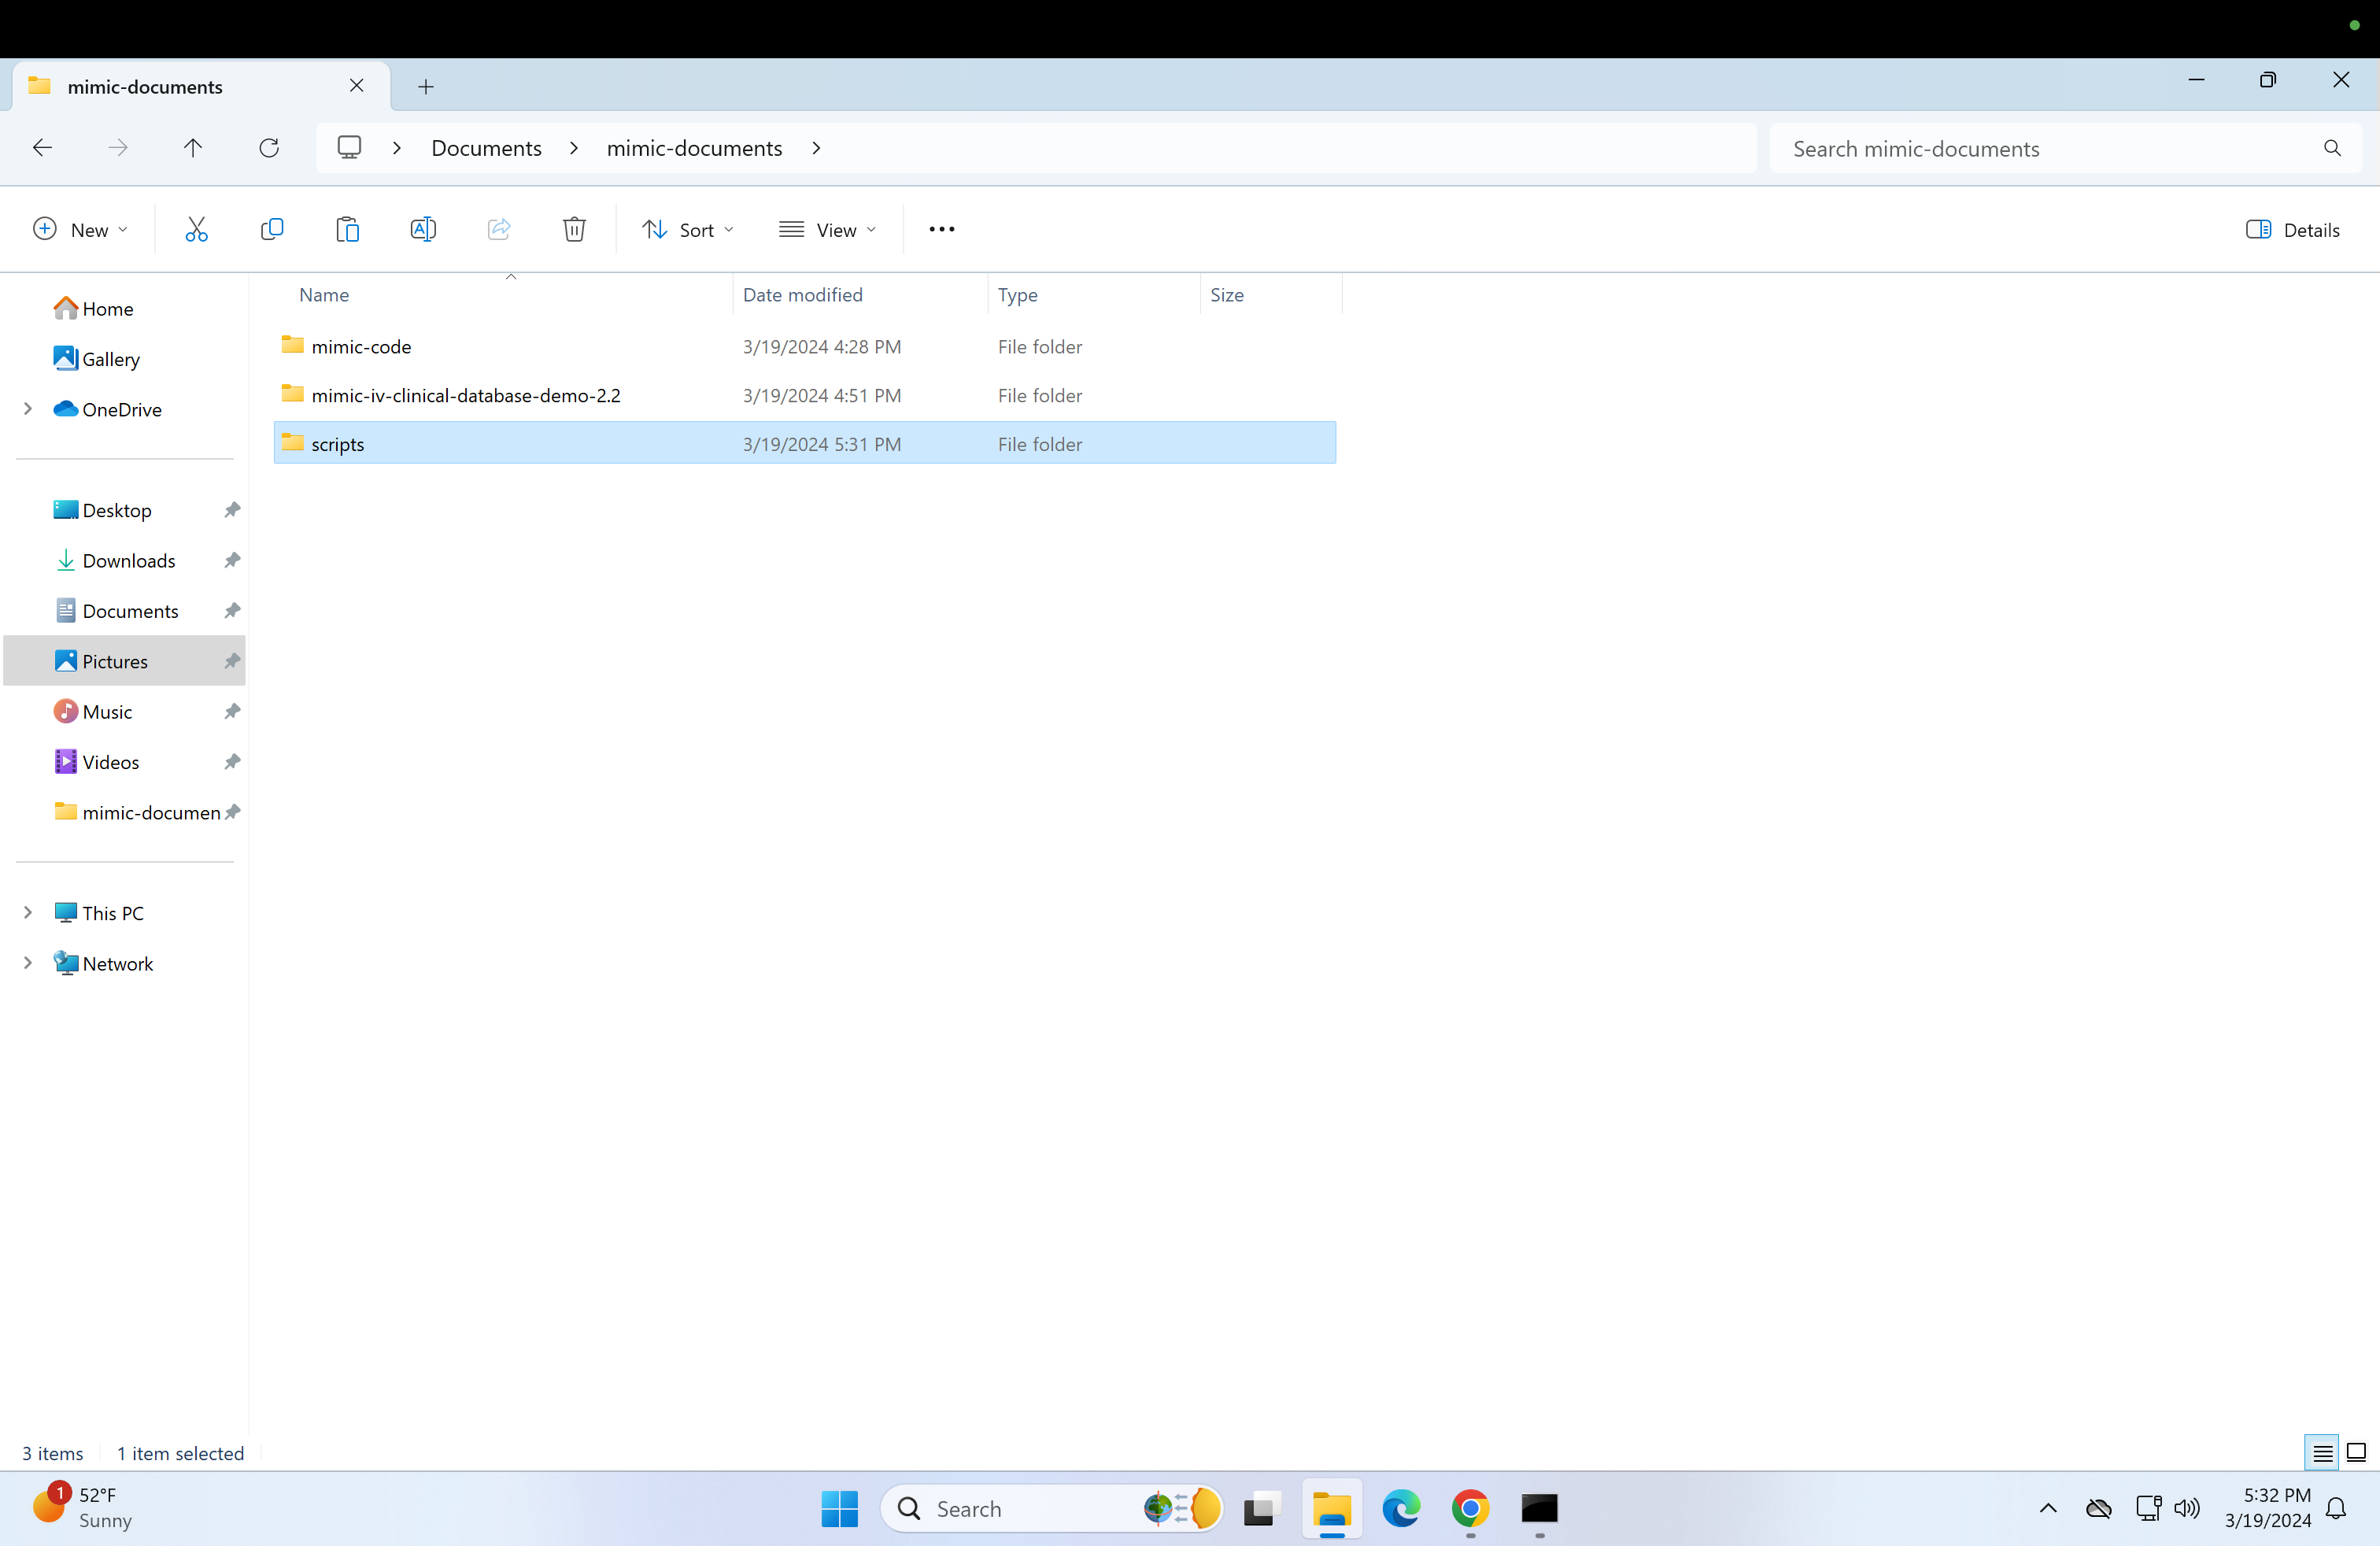 mimic-documents
Documents mimic-documents
Search mimic-documents
New
Sort
View
Details
Name Date modified Type Size
mimic-code 3/19/2024 4:28 PM File folder
mimic-iv-clinical-database-demo-2.2 3/19/2024 4:51 PM File folder
scripts 3/19/2024 5:31 PM File folder
Home
Gallery
OneDrive
Desktop
Downloads
Documents
Pictures
Music
Videos
mimic-documen
This PC
Network
3 items 1 item selected
1
52°F
Sunny
Search
5:32 PM
3/19/2024